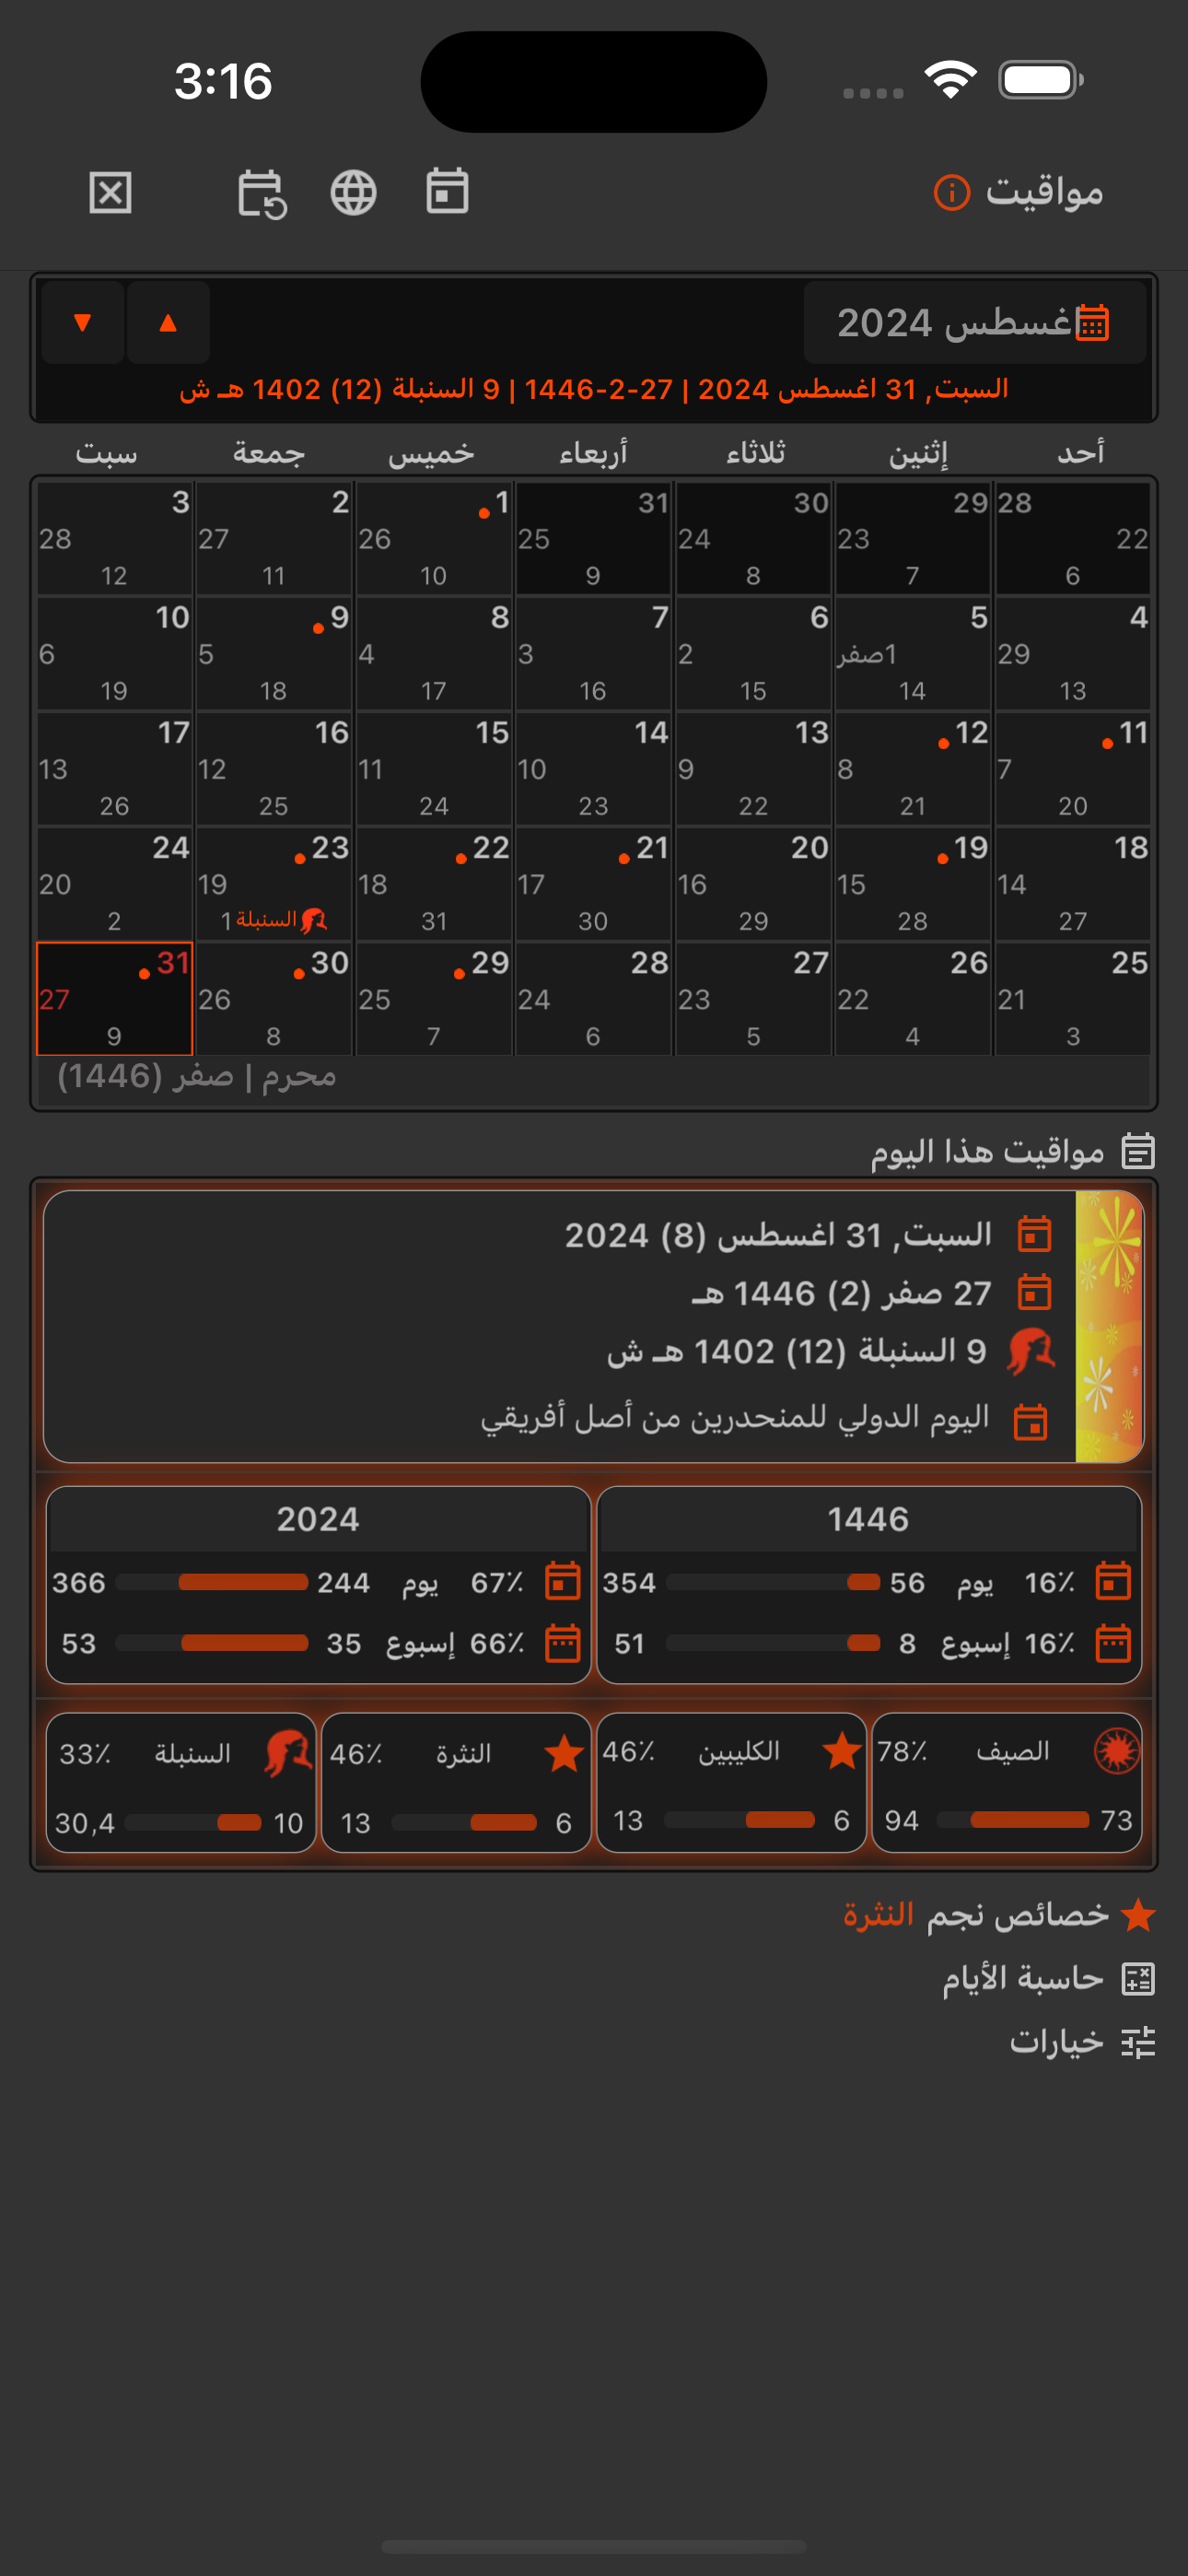 3:16
مواقيت
اغسطس 2024
السبت, 31 اغسطس 2024 | 27-2-1446 | 9 السنبلة (12) 1402 هـ ش
أحد إثنين ثلاثاء أربعاء خميس جمعة سبت
28 29 30 31 1 2 3
22 23 24 25 26 27 28
6 7 8 9 10 11 12
4 5 6 7 8 9 10
29 1صفر 2 3 4 5 6
13 14 15 16 17 18 19
11 12 13 14 15 16 17
7 8 9 10 11 12 13
20 21 22 23 24 25 26
18 19 20 21 22 23 24
14 15 16 17 18 19 20
27 28 29 30 31 السنبلة 1 2
25 26 27 28 29 30 31
21 22 23 24 25 26 27
3 4 5 6 7 8 9
محرم | صفر (1446)
مواقيت هذا اليوم
السبت, 31 اغسطس (8) 2024
27 صفر (2) 1446 هـ
9 السنبلة (12) 1402 هـ ش
اليوم الدولي للمنحدرين من أصل أفريقي
1446 2024
16٪ يوم 56 354 67٪ يوم 244 366
16٪ إسبوع 8 51 66٪ إسبوع 35 53
الصيف 78٪ الكليبين 46٪ النثرة 46٪ السنبلة 33٪
73 94 6 13 6 13 10 30,4
خصائص نجم النثرة
حاسبة الأيام
خيارات